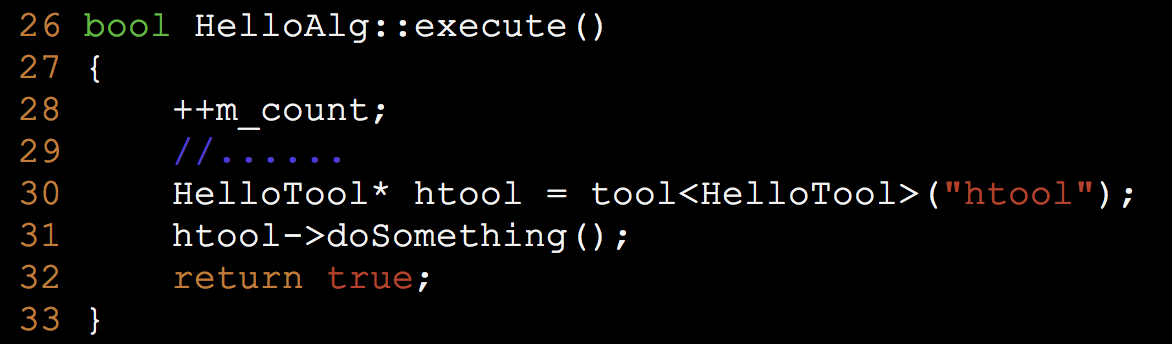 26 bool HelloAlg::execute()
27 {
28     ++m_count;
29     //......
30     HelloTool* htool = tool<HelloTool>("htool");
31     htool->doSomething();
32     return true;
33 }